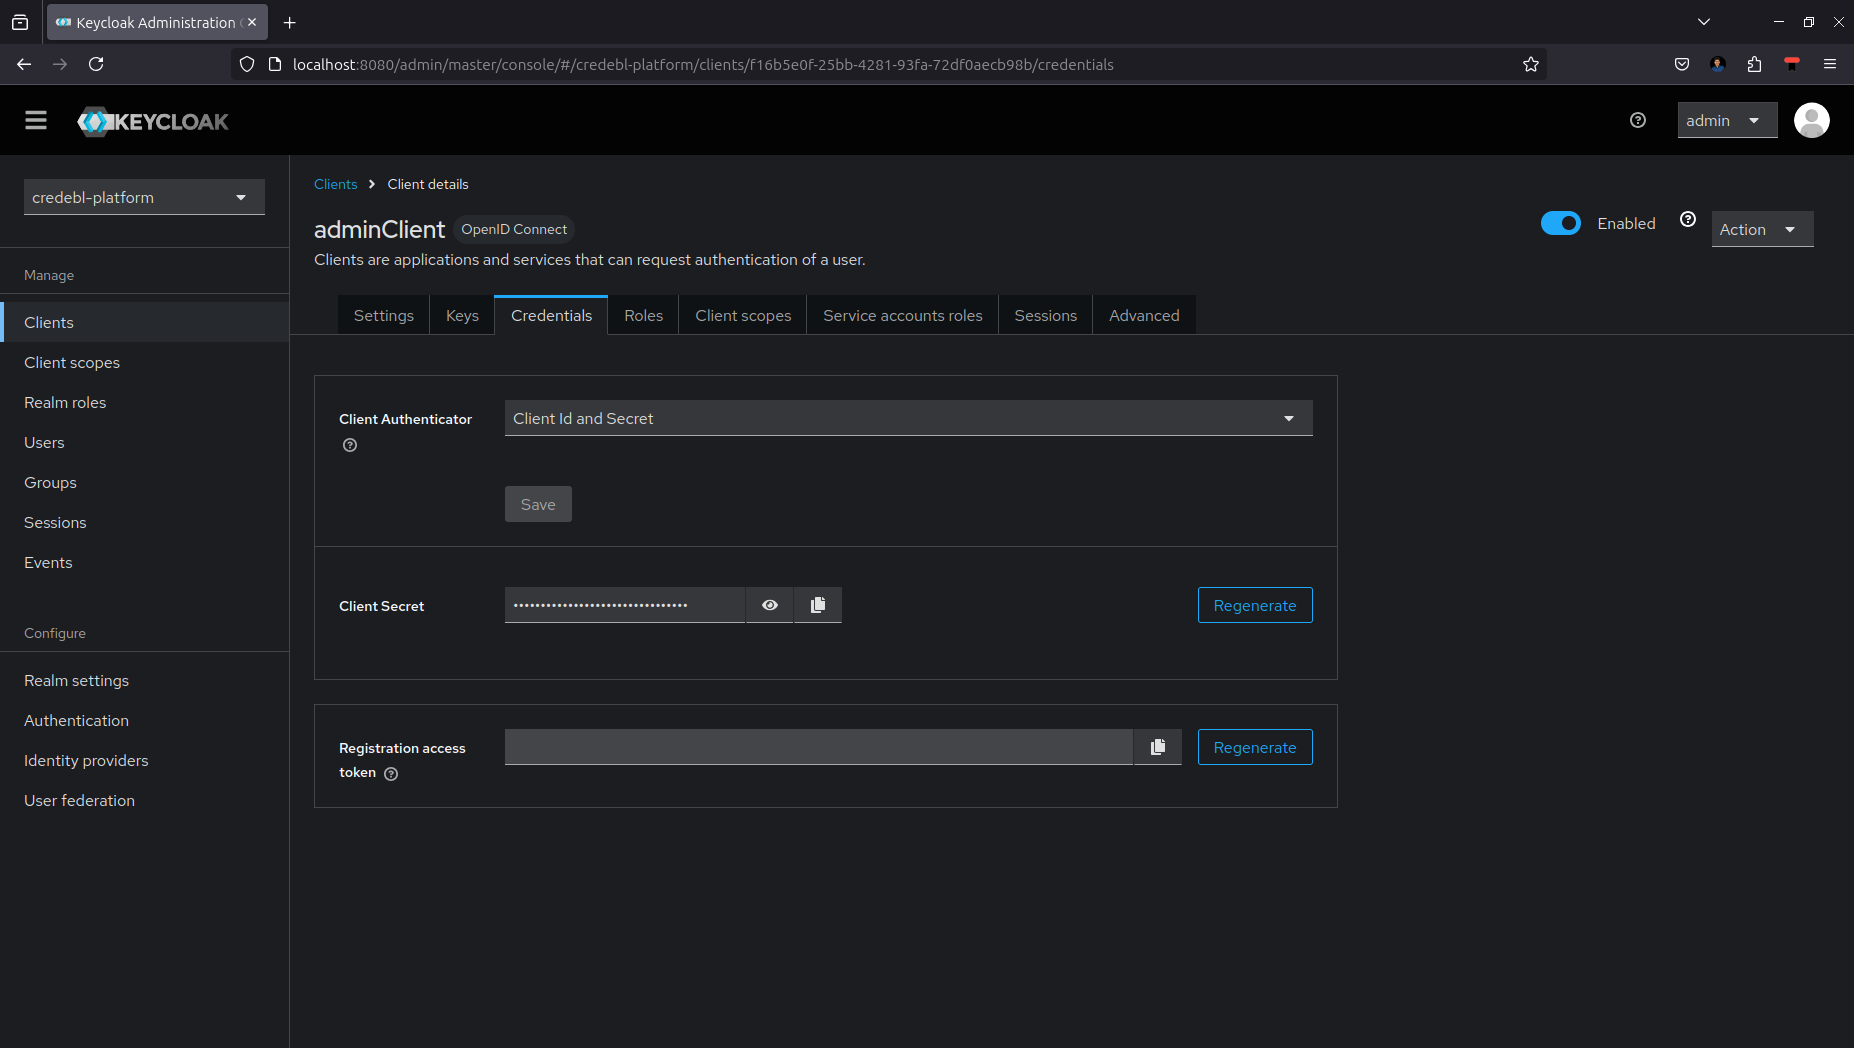 Keycloak Administration
localhost:8080/admin/master/console/#/credebl-platform/clients/f16b5e0f-25bb-4281-93fa-72df0aecb98b/credentials
KEYCLOAK
admin
credebl-platform
Manage
Clients
Client scopes
Realm roles
Users
Groups
Sessions
Events
Configure
Realm settings
Authentication
Identity providers
User federation
Clients > Client details
adminClient OpenID Connect
Enabled
Action
Clients are applications and services that can request authentication of a user.
Settings Keys Credentials Roles Client scopes Service accounts roles Sessions Advanced
Client Authenticator Client Id and Secret
Save
Client Secret •••••••••••••••••••••••••••••••• Regenerate
Registration access
token
Regenerate